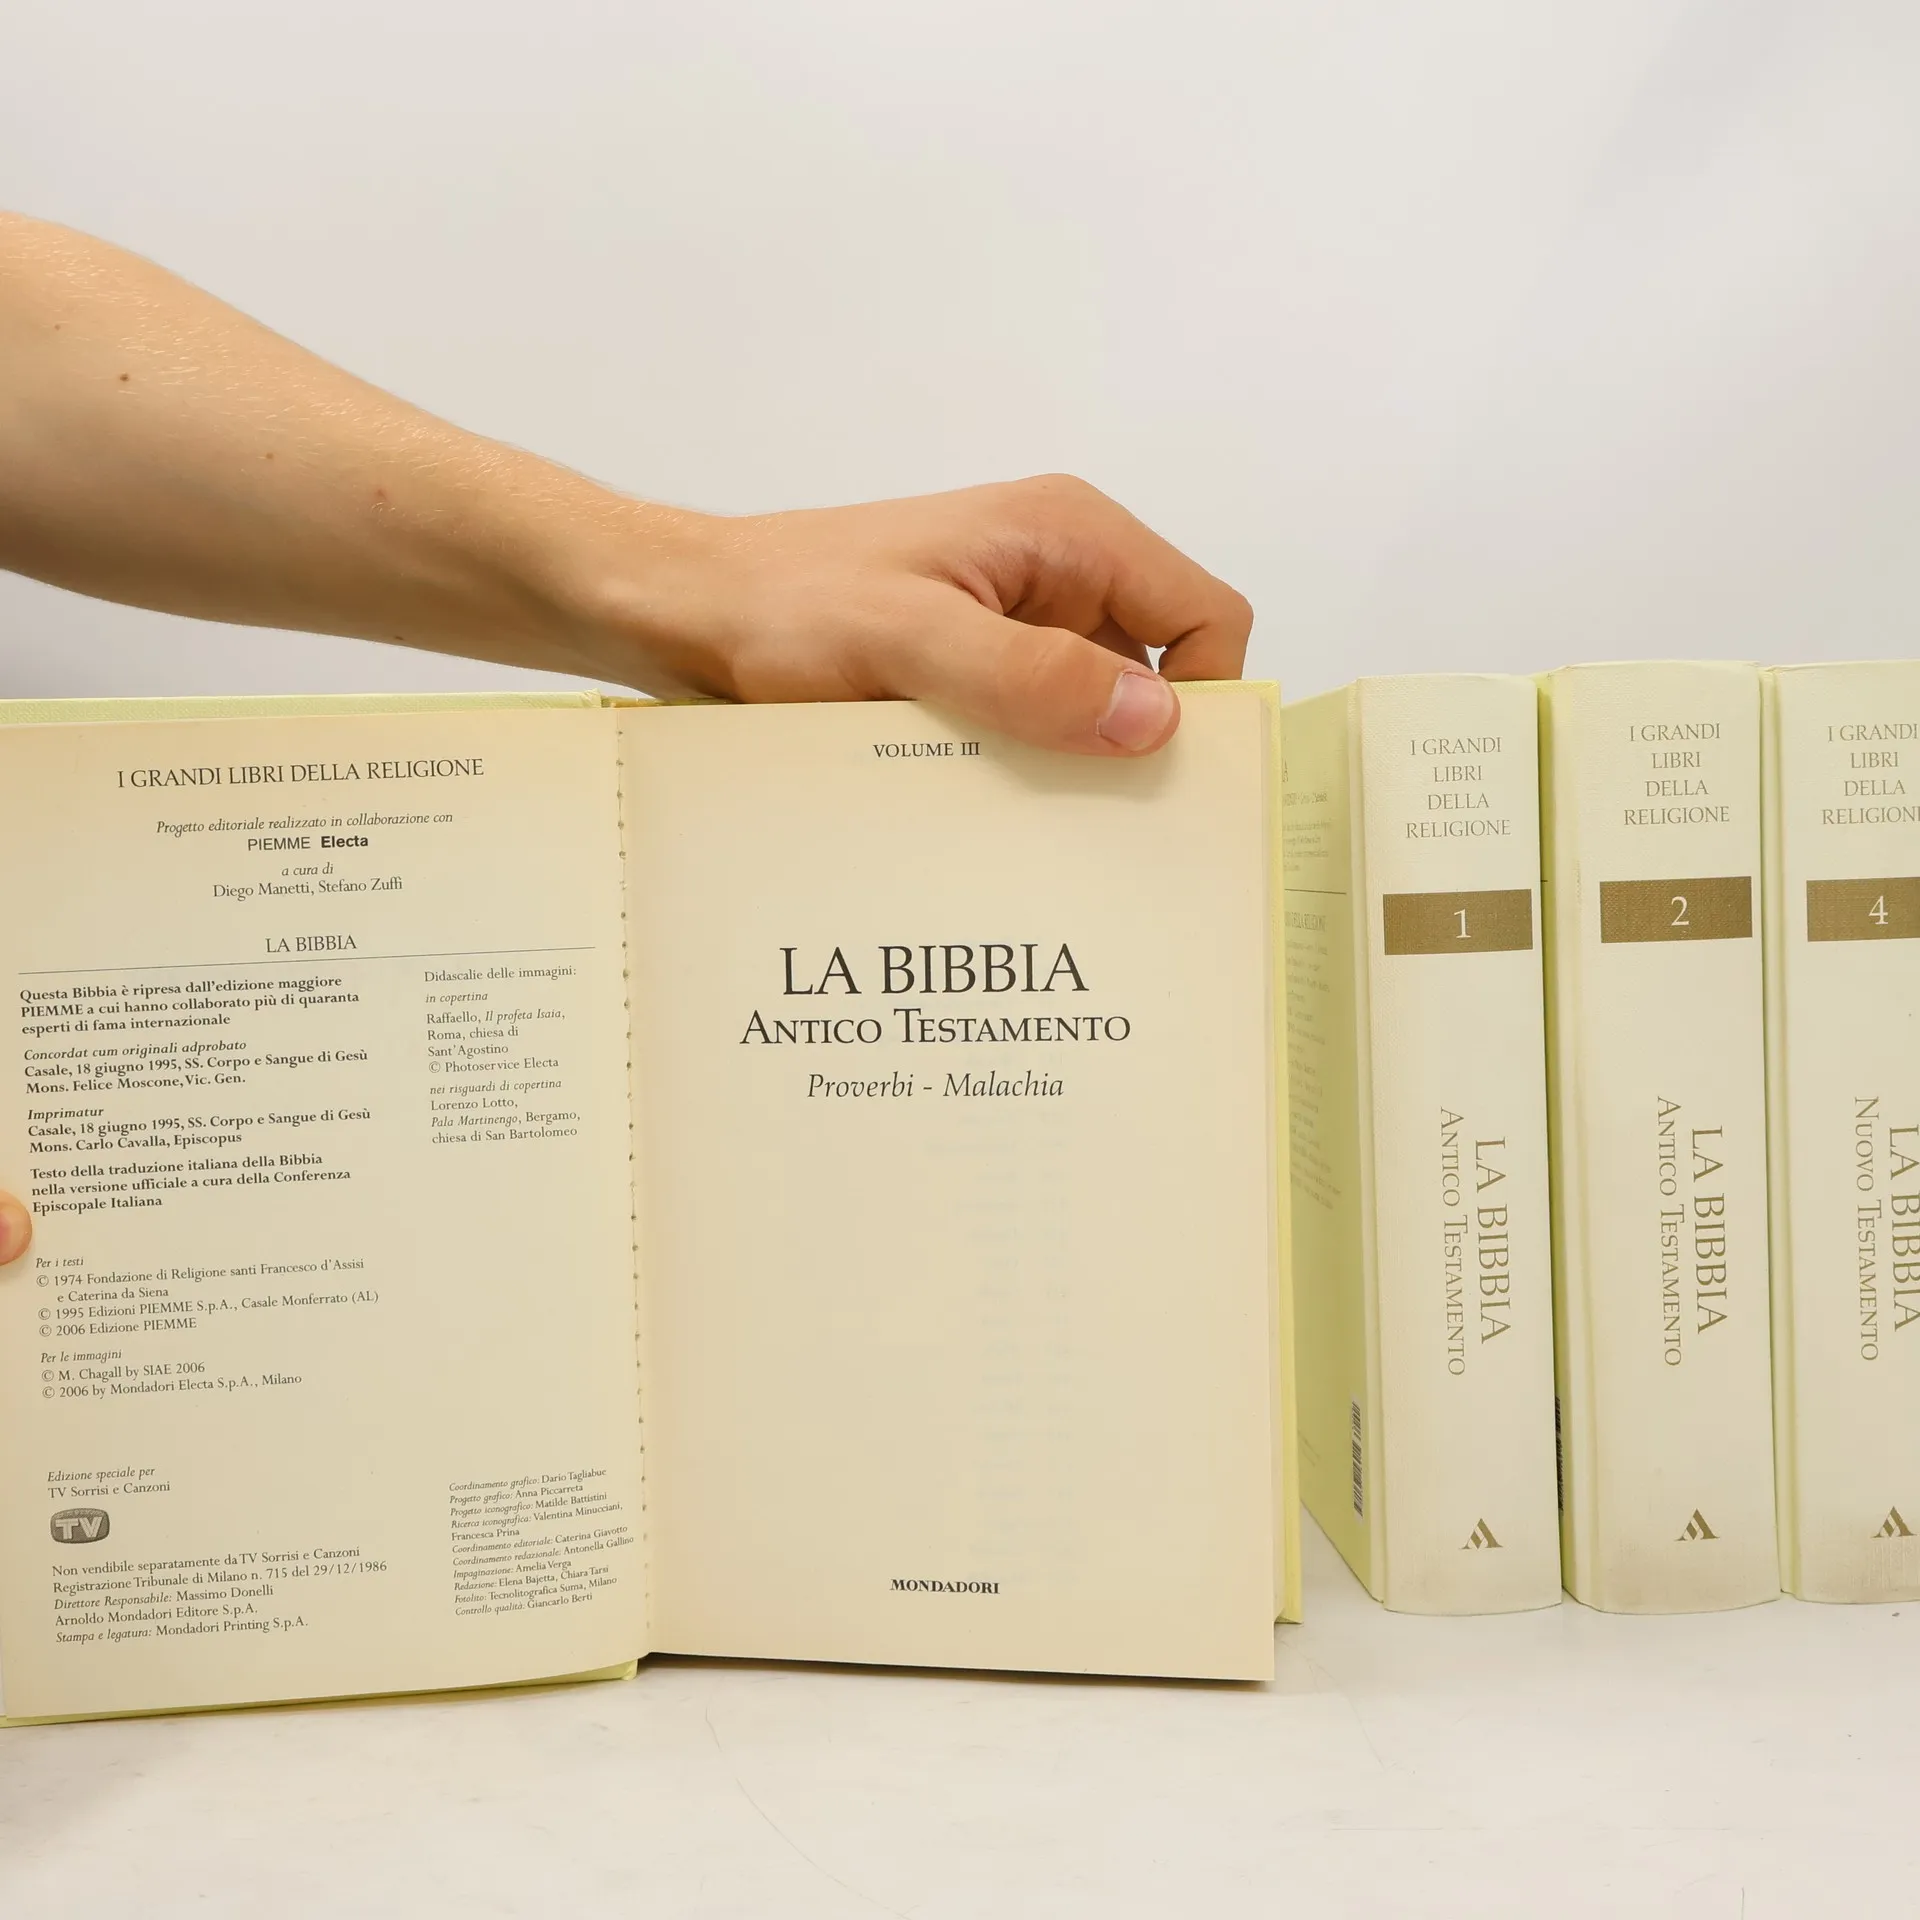 I GRANDI LIBRI DELLA RELIGIONE
Progetto editoriale realizzato in collaborazione con
PIEMME Electa
a cura di
Diego Manetti, Stefano Zuffi
LA BIBBIA
Questa Bibbia è ripresa dall'edizione maggiore
PIEMME a cui hanno collaborato più di quaranta
esperti di fama internazionale
Concordat cum originali adprobato
Casale, 18 giugno 1995, SS. Corpo e Sangue di Gesù
Mons. Felice Moscone, Vic. Gen.
Imprimatur
Casale, 18 giugno 1995, SS. Corpo e Sangue di Gesù
Mons. Carlo Cavalla, Episcopus
Testo della traduzione italiana della Bibbia
nella versione ufficiale a cura della Conferenza
Episcopale Italiana
Per i testi
© 1974 Fondazione di Religione santi Francesco d'Assisi
e Caterina da Siena
© 1995 Edizioni PIEMME S.p.A., Casale Monferrato (AL)
© 2006 Edizione PIEMME
Per le immagini
© M. Chagall by SIAE 2006
© 2006 by Mondadori Electa S.p.A., Milano
Edizione speciale per
TV Sorrisi e Canzoni
TV
Non vendibile separatamente da TV Sorrisi e Canzoni
Registrazione Tribunale di Milano n. 715 del 29/12/1986
Direttore Responsabile: Massimo Donelli
Arnoldo Mondadori Editore S.p.A.
Stampa e legatura: Mondadori Printing S.p.A.
Didascalie delle immagini:
in copertina
Raffaello, Il profeta Isaia,
Roma, chiesa di
Sant'Agostino
© Photoservice Electa
nei risguardi di copertina
Lorenzo Lotto,
Pala Martinengo, Bergamo,
chiesa di San Bartolomeo
Coordinamento grafico: Dario Tagliabue
Progetto grafico: Anna Piccarreta
Progetto iconografico: Matilde Battistini
Ricerca iconografica: Valentina Minucciani,
Francesca Prina
Coordinamento editoriale: Caterina Giavotto
Coordinamento redazionale: Antonella Gallino
Impaginazione: Amelia Verga
Redazione: Elena Bajetta, Chiara Tarsi
Fotolito: Tecnolitografica Suma, Milano
Controllo qualità: Giancarlo Berti
VOLUME III
LA BIBBIA
ANTICO TESTAMENTO
Proverbi - Malachia
MONDADORI
I GRANDI
LIBRI
DELLA
RELIGIONE
1
LA BIBBIA
ANTICO TESTAMENTO
I GRANDI
LIBRI
DELLA
RELIGIONE
2
LA BIBBIA
ANTICO TESTAMENTO
I GRANDI
LIBRI
DELLA
RELIGIONE
4
LA BIBBIA
NUOVO TESTAMENTO